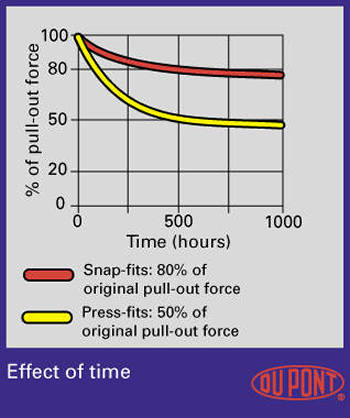 % of pull-out force
100
80
50
20
0
0
500
1000
Time (hours)
Snap-fits: 80% of
original pull-out force
Press-fits: 50% of
original pull-out force
Effect of time
DU PONT
®